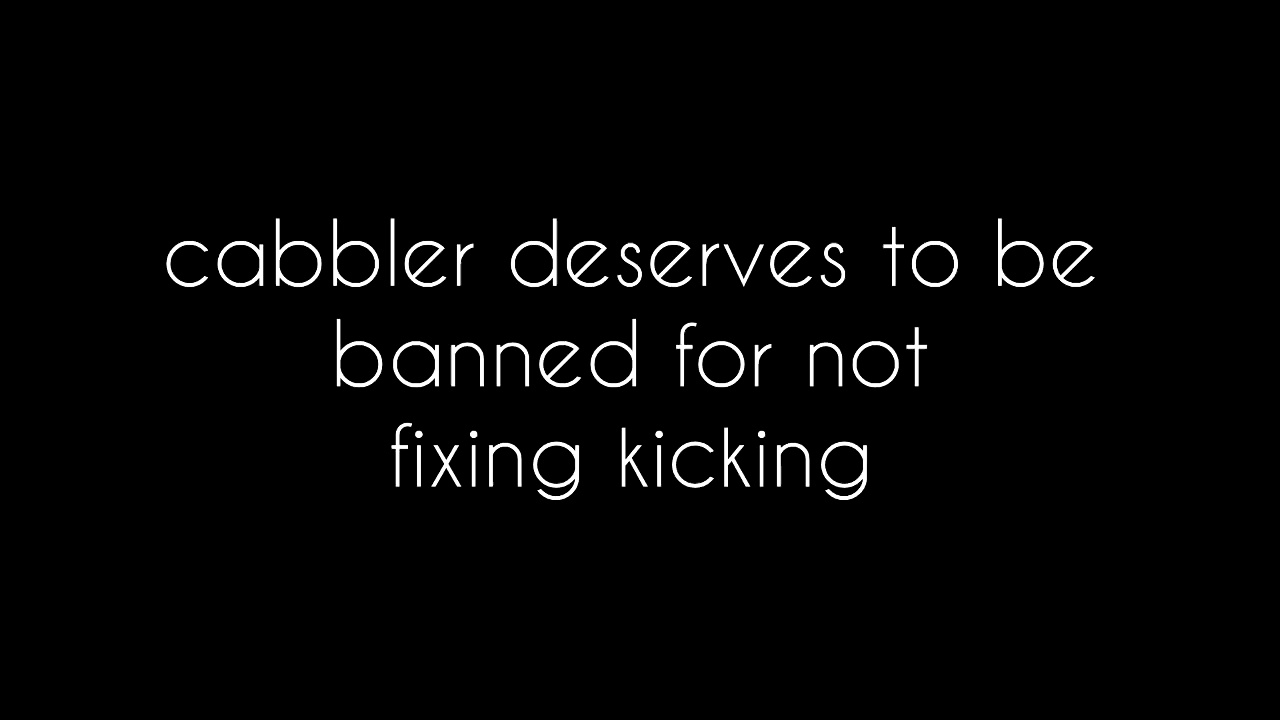 cabbler deserves to be
banned for not
fixing kicking